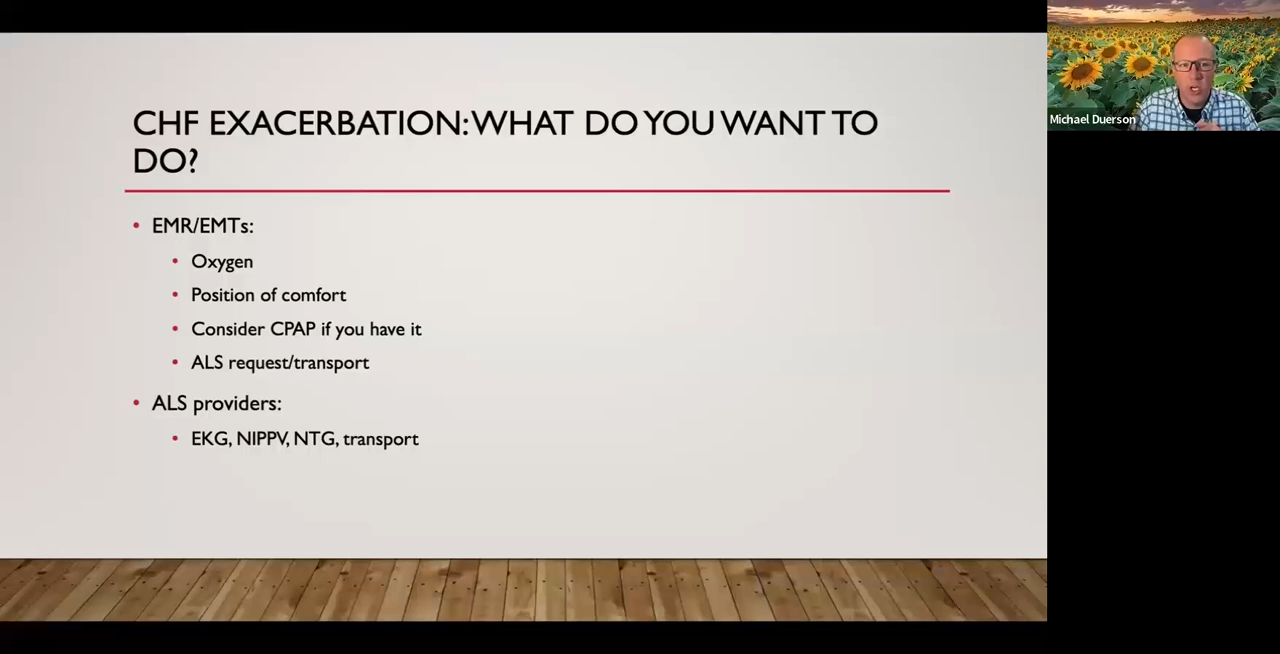 CHF EXACERBATION: WHAT DO YOU WANT TO
DO?
• EMR/EMTs:
• Oxygen
• Position of comfort
• Consider CPAP if you have it
• ALS request/transport
• ALS providers:
• EKG, NIPPV, NTG, transport
Michael Duerson